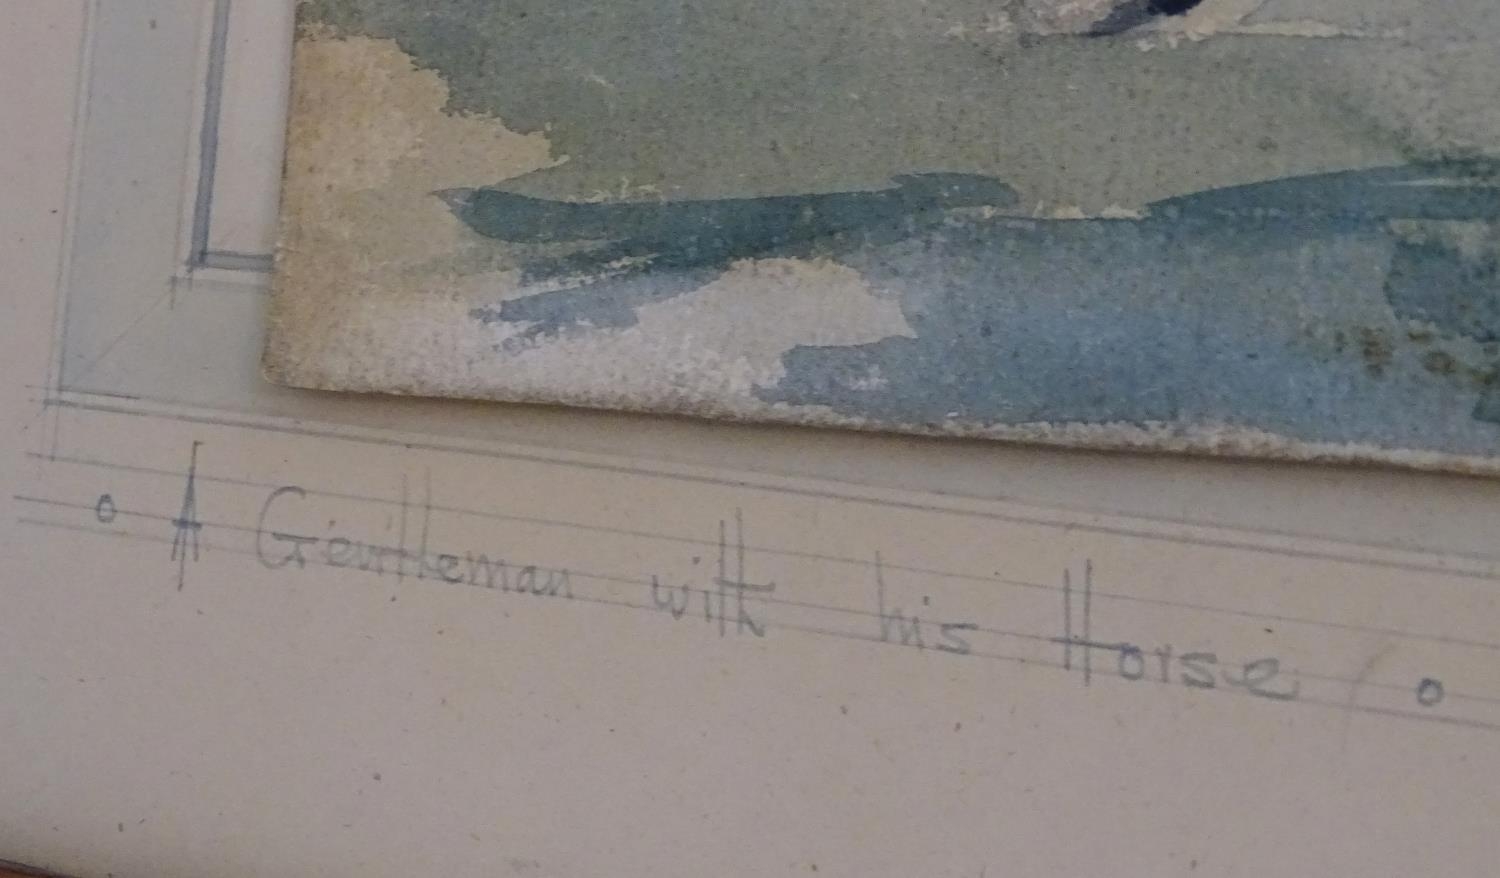 ° A Gentleman with his Horse °